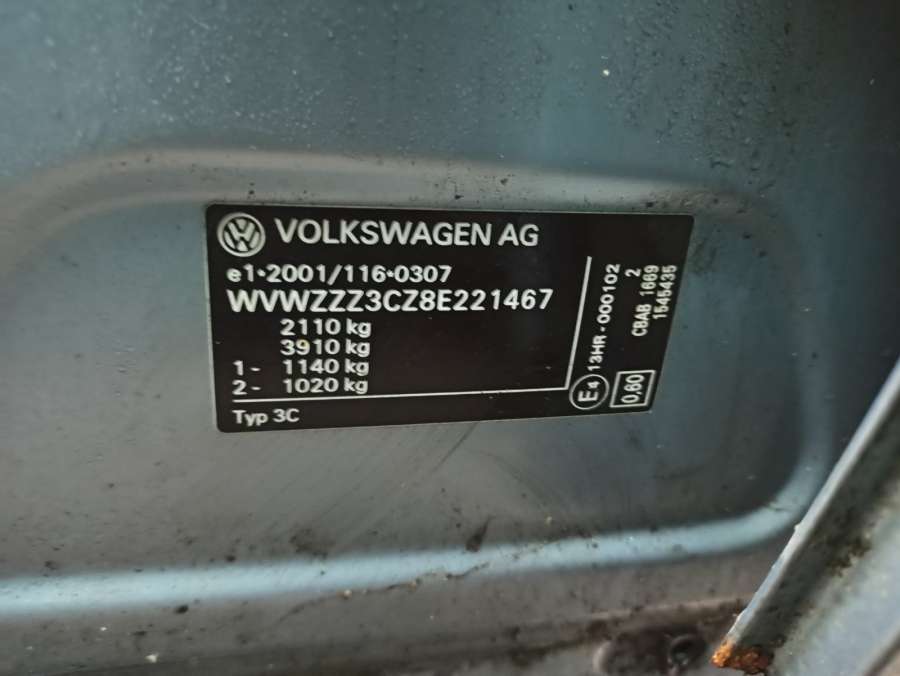 VOLKSWAGEN AG
e1*2001/116*0307
WVWZZZ3CZ8E221467
2110 kg
3910 kg
1- 1140 kg
2- 1020 kg
Typ 3C
E4 13HR-000102
2
CBAB 1669
1545435
0,60